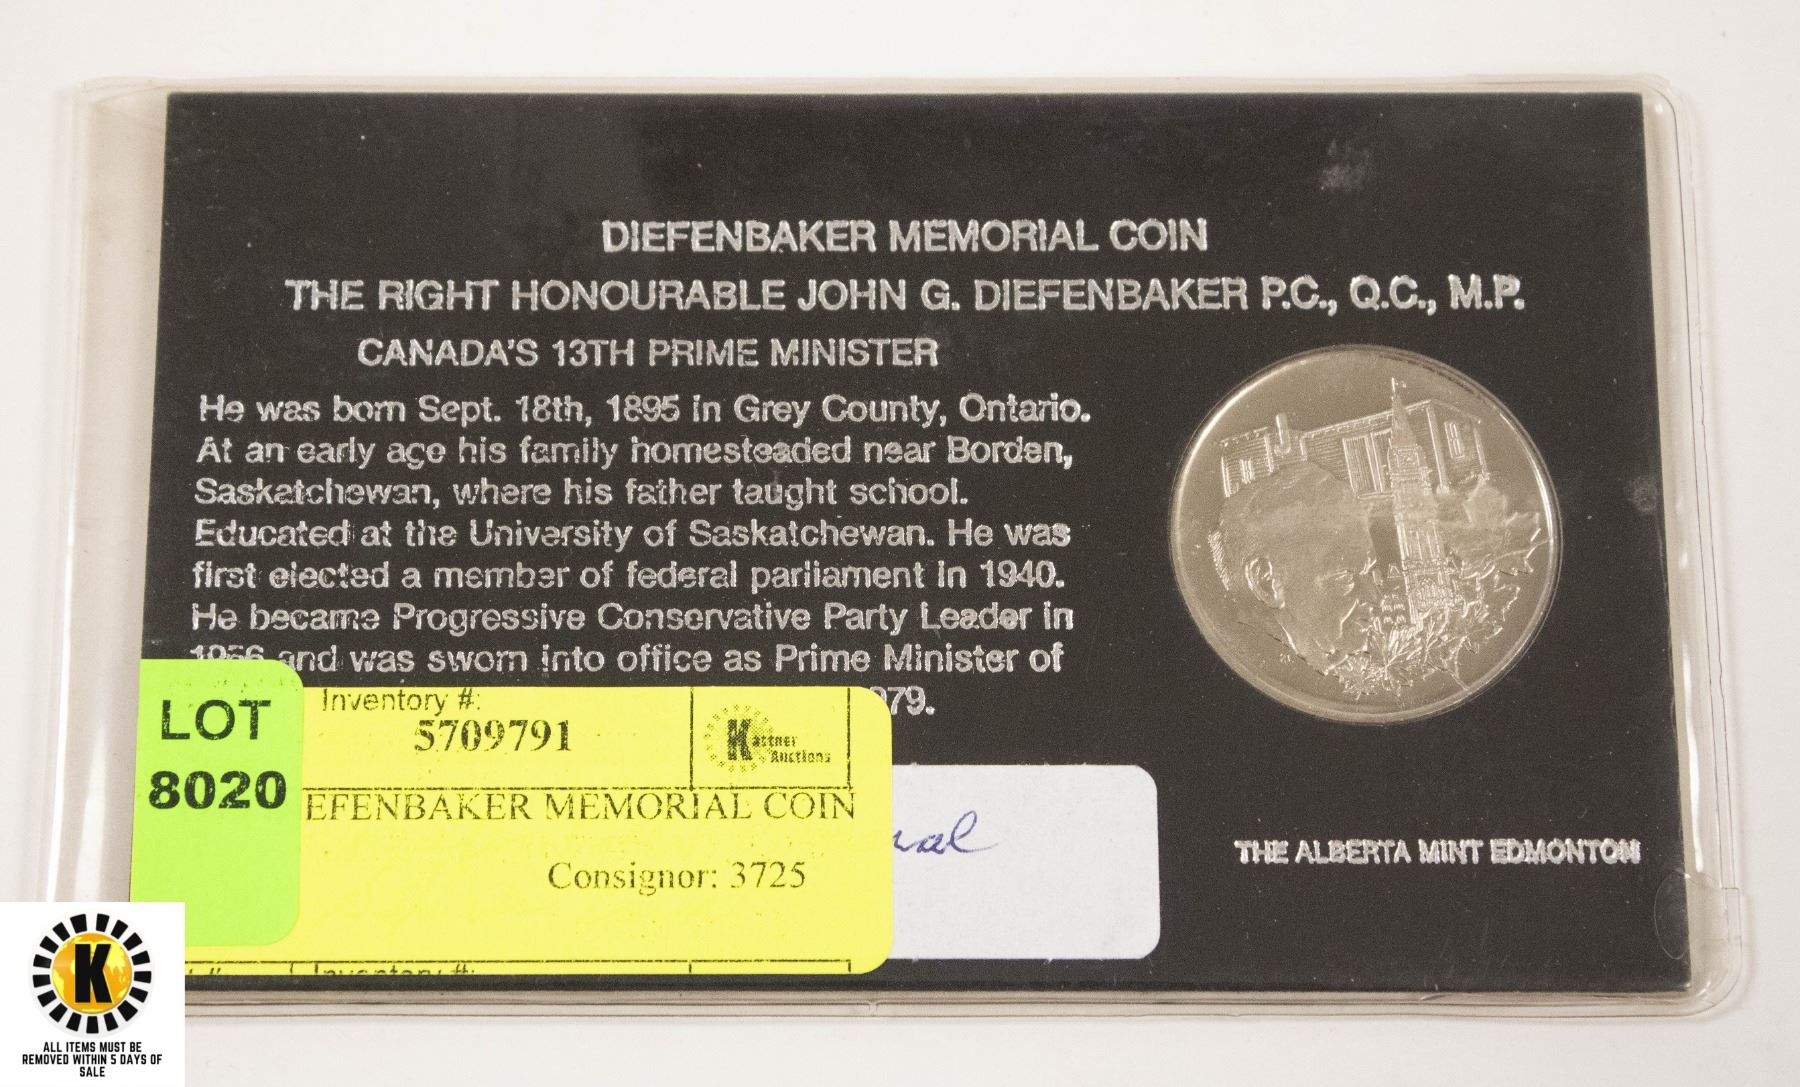 DIEFENBAKER MEMORIAL COIN
THE RIGHT HONOURABLE JOHN G. DIEFENBAKER P.C., Q.C., M.P.
CANADA'S 13TH PRIME MINISTER
He was born Sept. 18th, 1895 in Grey County, Ontario.
At an early age his family homesteaded near Borden,
Saskatchewan, where his father taught school.
Educated at the University of Saskatchewan. He was
first elected a member of federal parliament in 1940.
He became Progressive Conservative Party Leader in
1956 and was sworn into office as Prime Minister of
979.
THE ALBERTA MINT EDMONTON
LOT
8020
Inventory #:
5709791
Kastner
Auctions
EFENBAKER MEMORIAL COIN
Consignor: 3725
Inventory #:
K
ALL ITEMS MUST BE
REMOVED WITHIN 5 DAYS OF
SALE